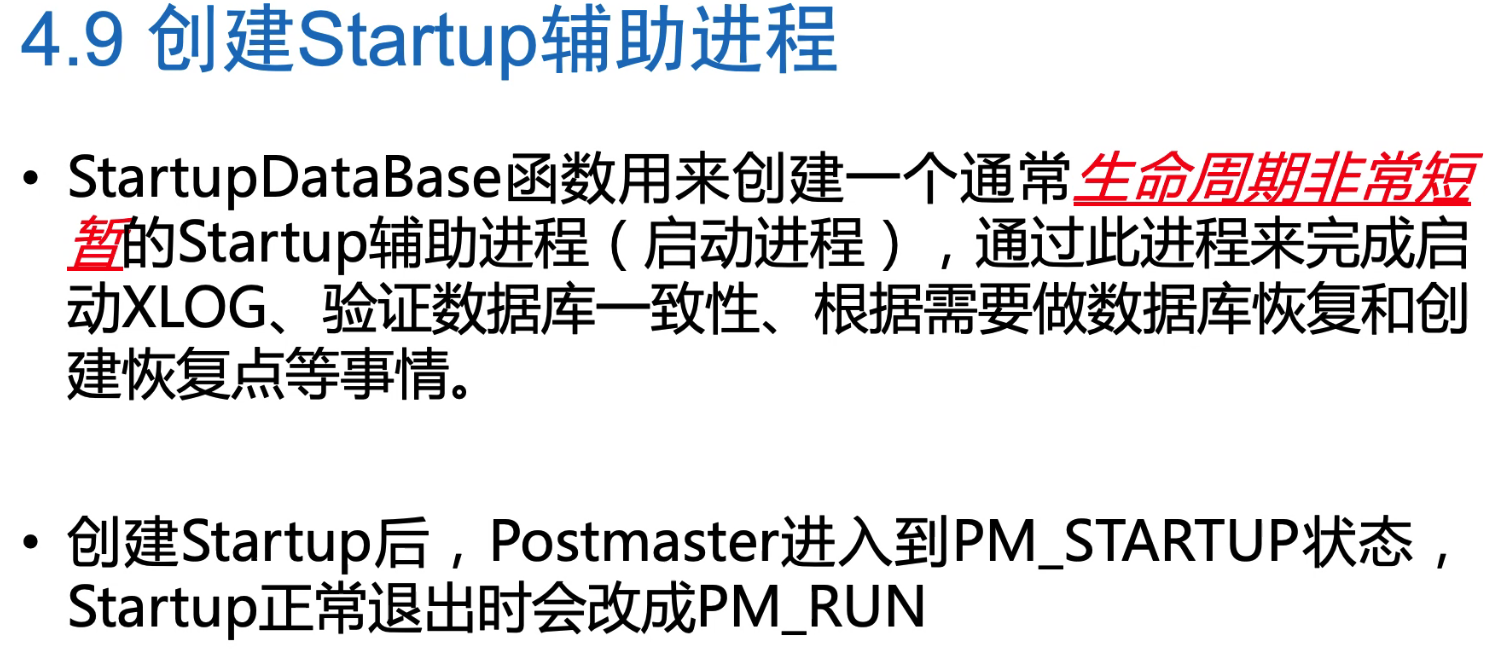 4.9 创建Startup辅助进程
• StartupDataBase函数用来创建一个通常生命周期非常短
暂的Startup辅助进程（启动进程），通过此进程来完成启
动XLOG、验证数据库一致性、根据需要做数据库恢复和创
建恢复点等事情。
• 创建Startup后，Postmaster进入到PM_STARTUP状态，
Startup正常退出时会改成PM_RUN